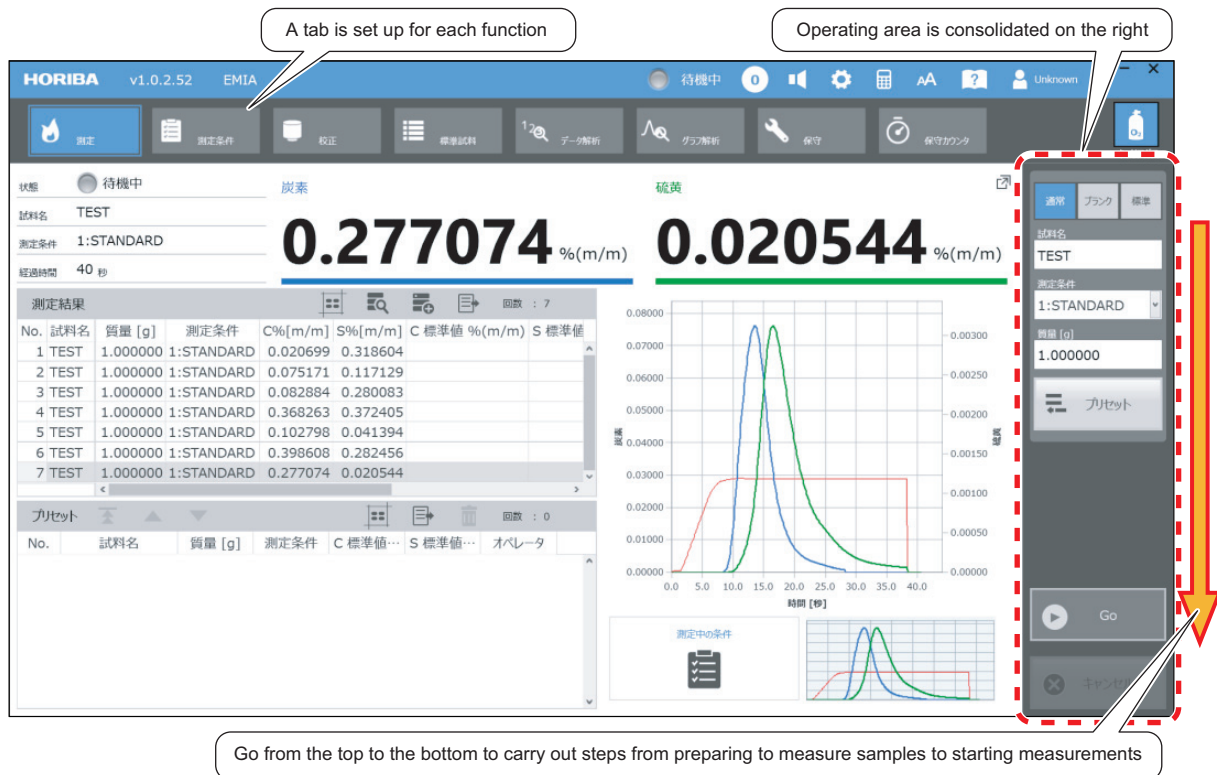 A tab is set up for each function
Operating area is consolidated on the right
HORIBA v1.0.2.52 EMIA 待機中 0 AA ? Unknown
測定 測定条件 校正 標準試料 データ解析 グラフ解析 保守 保守カウンタ O₂
状態 待機中
試料名 TEST
測定条件 1:STANDARD
経過時間 40 秒
炭素
0.277074 %(m/m)
硫黄
0.020544 %(m/m)
測定結果 回数 : 7
No. 試料名 質量 [g] 測定条件 C%[m/m] S%[m/m] C 標準値 %(m/m) S 標準値
1 TEST 1.000000 1:STANDARD 0.020699 0.318604
2 TEST 1.000000 1:STANDARD 0.075171 0.117129
3 TEST 1.000000 1:STANDARD 0.082884 0.280083
4 TEST 1.000000 1:STANDARD 0.368263 0.372405
5 TEST 1.000000 1:STANDARD 0.102798 0.041394
6 TEST 1.000000 1:STANDARD 0.398608 0.282456
7 TEST 1.000000 1:STANDARD 0.277074 0.020544
プリセット 回数 : 0
No. 試料名 質量 [g] 測定条件 C 標準値… S 標準値… オペレータ
炭素
0.08000
0.07000
0.06000
0.05000
0.04000
0.03000
0.02000
0.01000
0.00000
硫黄
0.00300
0.00250
0.00200
0.00150
0.00100
0.00050
0.00000
0.0 5.0 10.0 15.0 20.0 25.0 30.0 35.0 40.0
時間 [秒]
測定中の条件
通常 ブランク 標準
試料名
TEST
測定条件
1:STANDARD
質量 [g]
1.000000
プリセット
Go
Go from the top to the bottom to carry out steps from preparing to measure samples to starting measurements